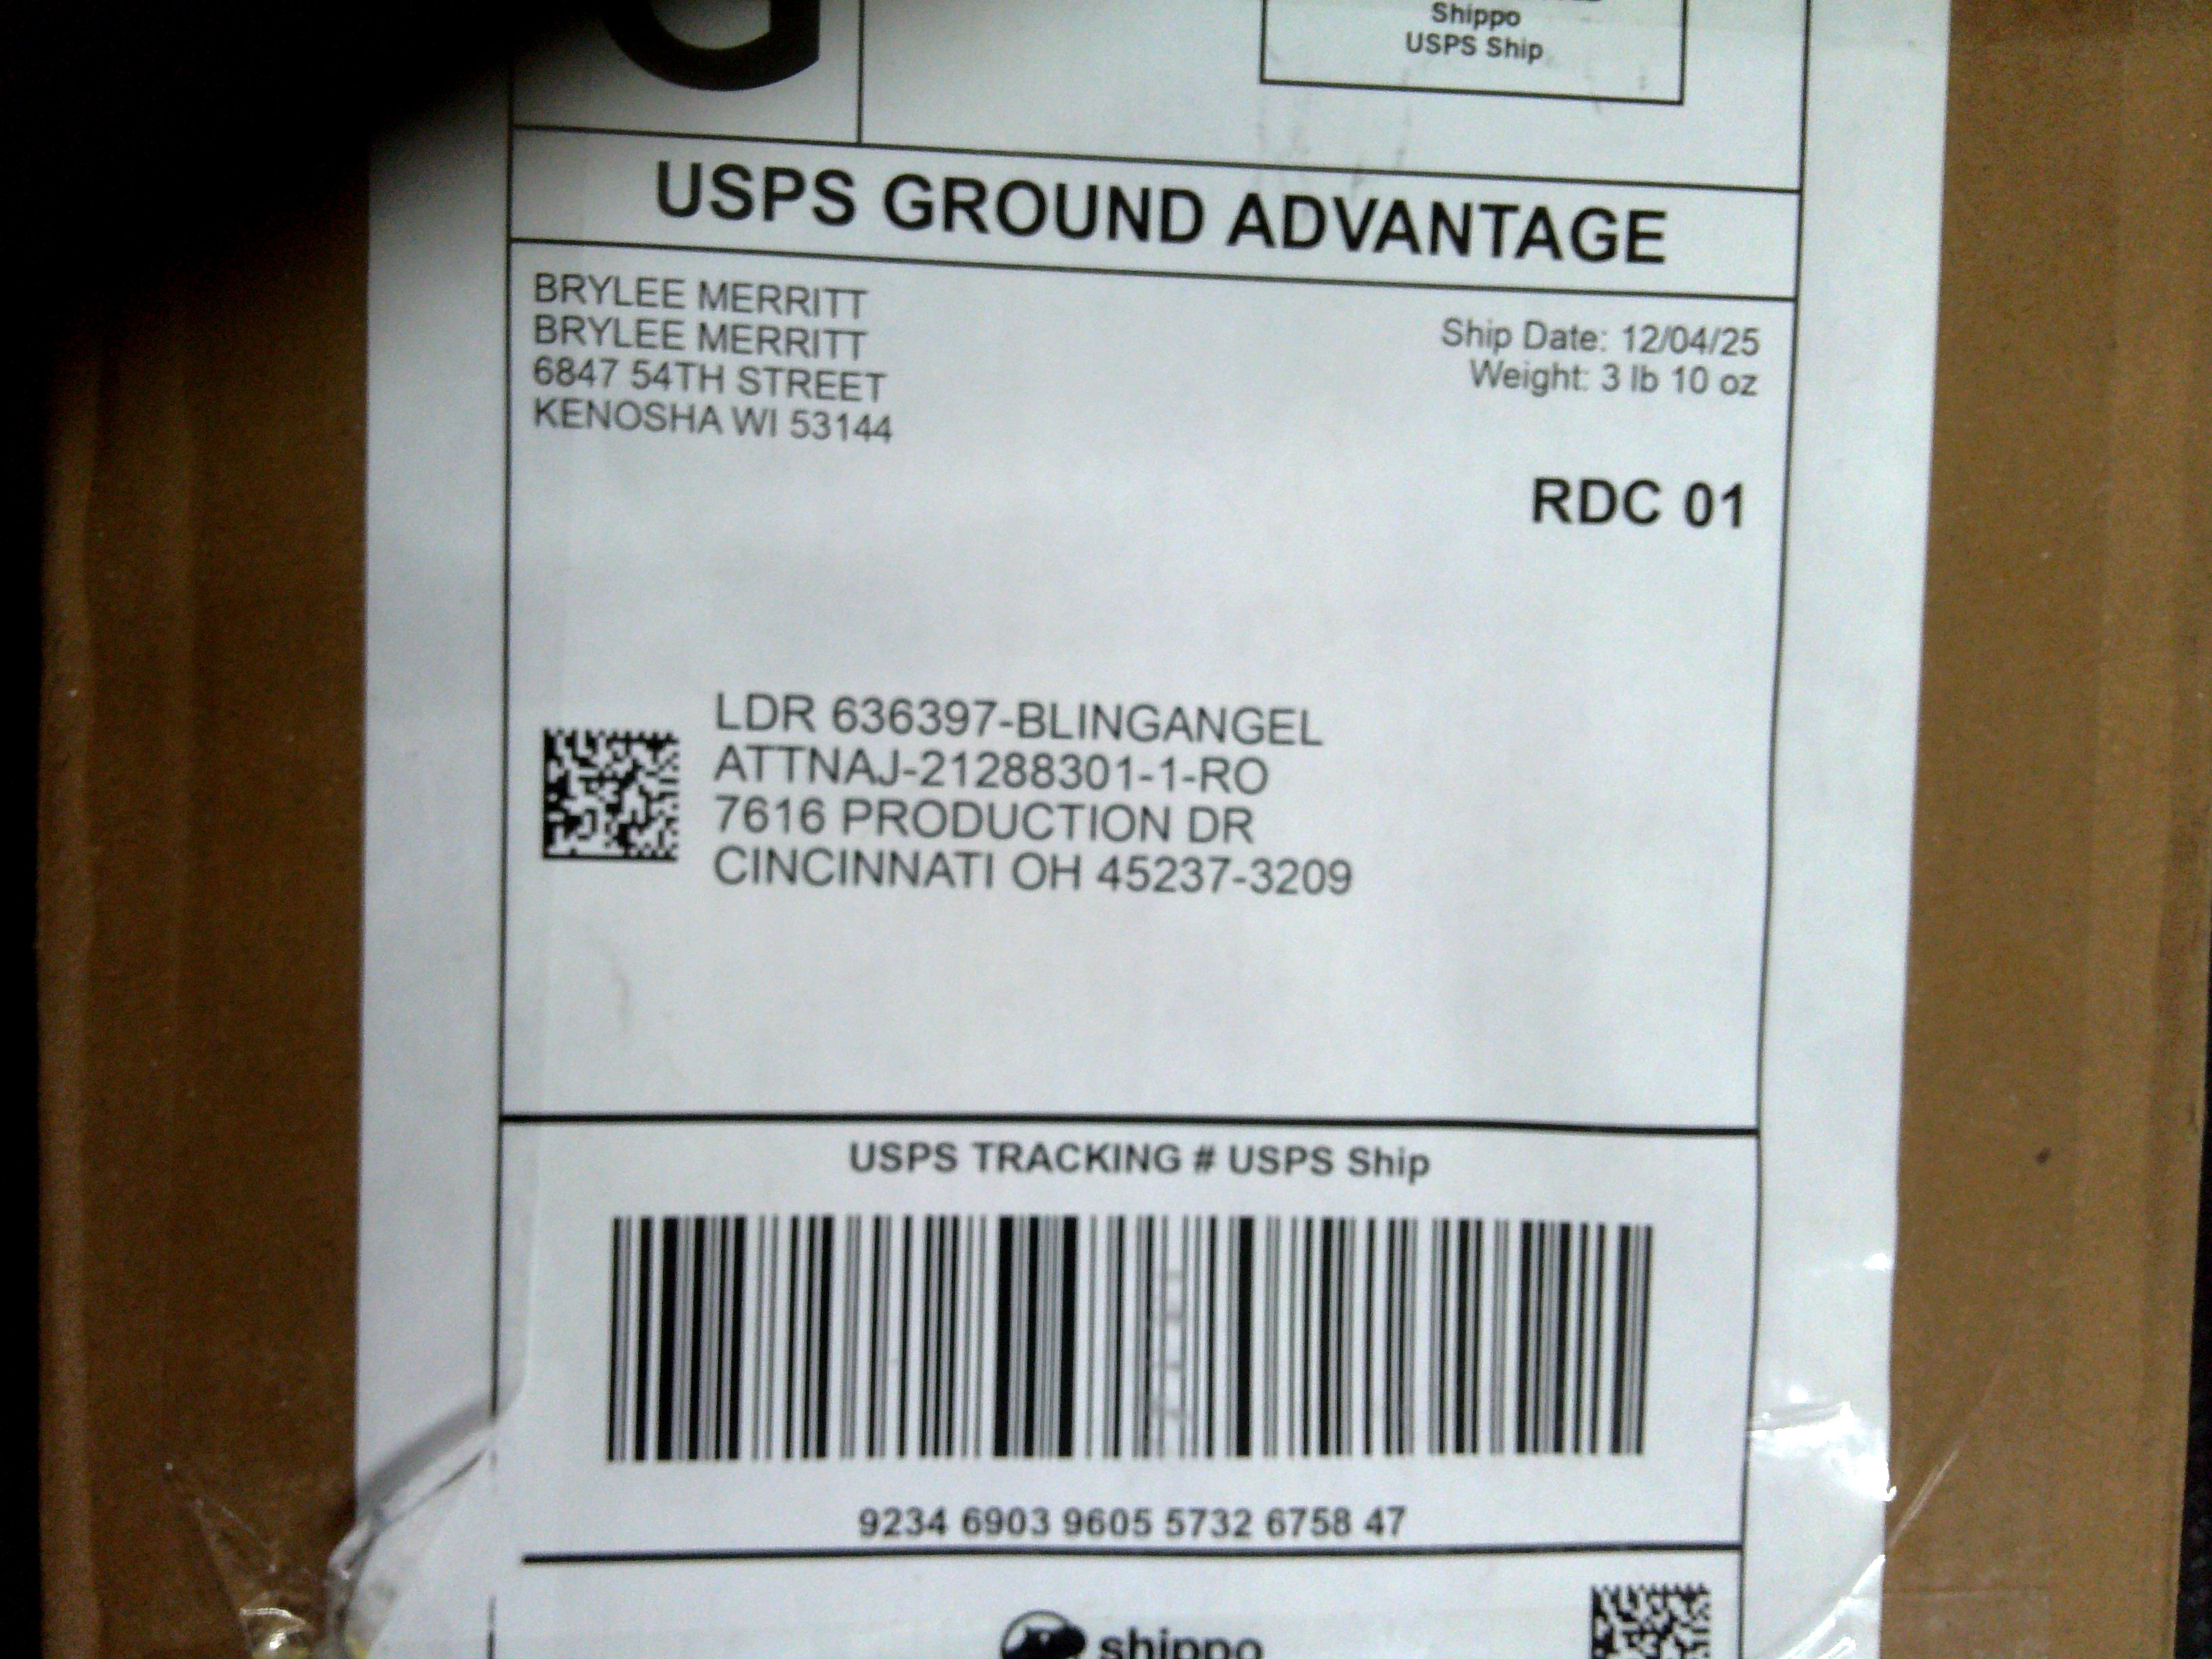 G
Shippo
USPS Ship
USPS GROUND ADVANTAGE
BRYLEE MERRITT
BRYLEE MERRITT
6847 54TH STREET
KENOSHA WI 53144
Ship Date: 12/04/25
Weight: 3 lb 10 oz
RDC 01
LDR 636397-BLINGANGEL
ATTNAJ-21288301-1-RO
7616 PRODUCTION DR
CINCINNATI OH 45237-3209
USPS TRACKING # USPS Ship
9234 6903 9605 5732 6758 47
shippo